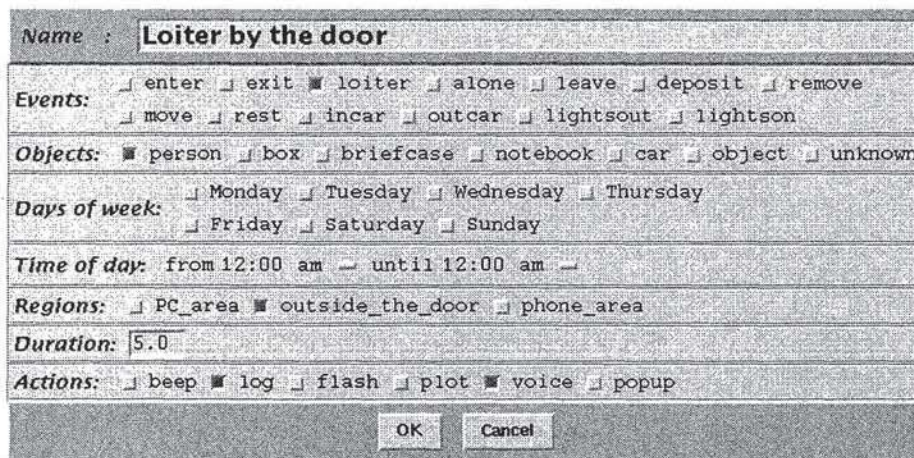 Name : Loiter by the door
Events: enter exit loiter alone leave deposit remove
move rest incar outcar lightsout lightson
Objects: person box briefcase notebook car object unknown
Days of week: Monday Tuesday Wednesday Thursday
Friday Saturday Sunday
Time of day: from 12:00 am until 12:00 am
Regions: PC_area outside_the_door phone_area
Duration: 5.0
Actions: beep log flash plot voice popup
OK Cancel